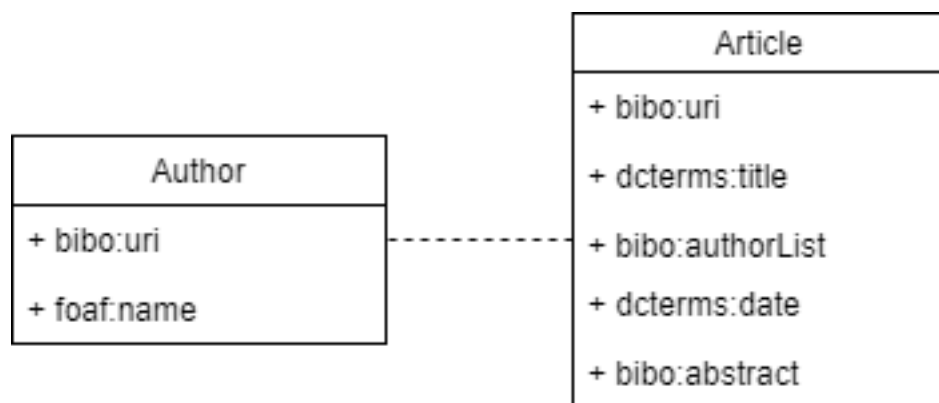 Author
+ bibo:uri
+ foaf:name
Article
+ bibo:uri
+ dcterms:title
+ bibo:authorList
+ dcterms:date
+ bibo:abstract